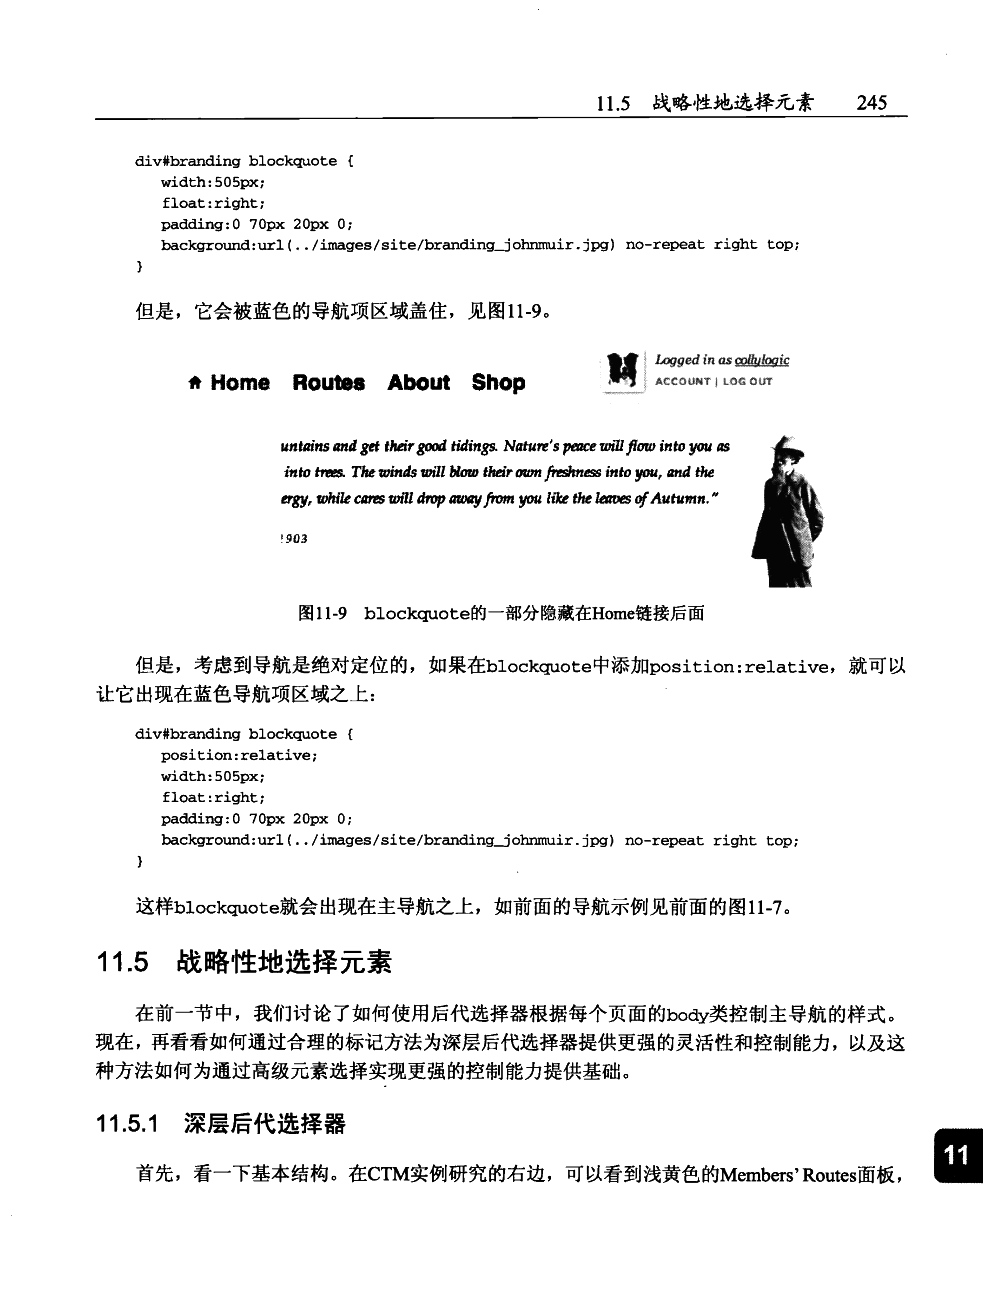 11.5 战略性地选择元素 245
div#branding blockquote {
width:505px;
float:right;
padding:0 70px 20px 0;
background:url(../images/site/branding_johnmuir.jpg) no-repeat right top;
}
但是，它会被蓝色的导航项区域盖住，见图11-9。
Logged in as collylogic
Home Routes About Shop
ACCOUNT | LOG OUT
untains and get their good tidings. Nature's peace will flow into you as
into trees. The winds will blow their own freshness into you, and the
ergy, while cares will drop away from you like the leaves of Autumn."
!903
图11-9 blockquote的一部分隐藏在Home链接后面
但是，考虑到导航是绝对定位的，如果在blockquote中添加position:relative，就可以
让它出现在蓝色导航项区域之上：
div#branding blockquote {
position:relative;
width:505px;
float:right;
padding:0 70px 20px 0;
background:url(../images/site/branding_johnmuir.jpg) no-repeat right top;
}
这样blockquote就会出现在主导航之上，如前面的导航示例见前面的图11-7。
11.5 战略性地选择元素
在前一节中，我们讨论了如何使用后代选择器根据每个页面的body类控制主导航的样式。
现在，再看看如何通过合理的标记方法为深层后代选择器提供更强的灵活性和控制能力，以及这
种方法如何为通过高级元素选择实现更强的控制能力提供基础。
11.5.1 深层后代选择器
首先，看一下基本结构。在CTM实例研究的右边，可以看到浅黄色的Members' Routes面板，
11